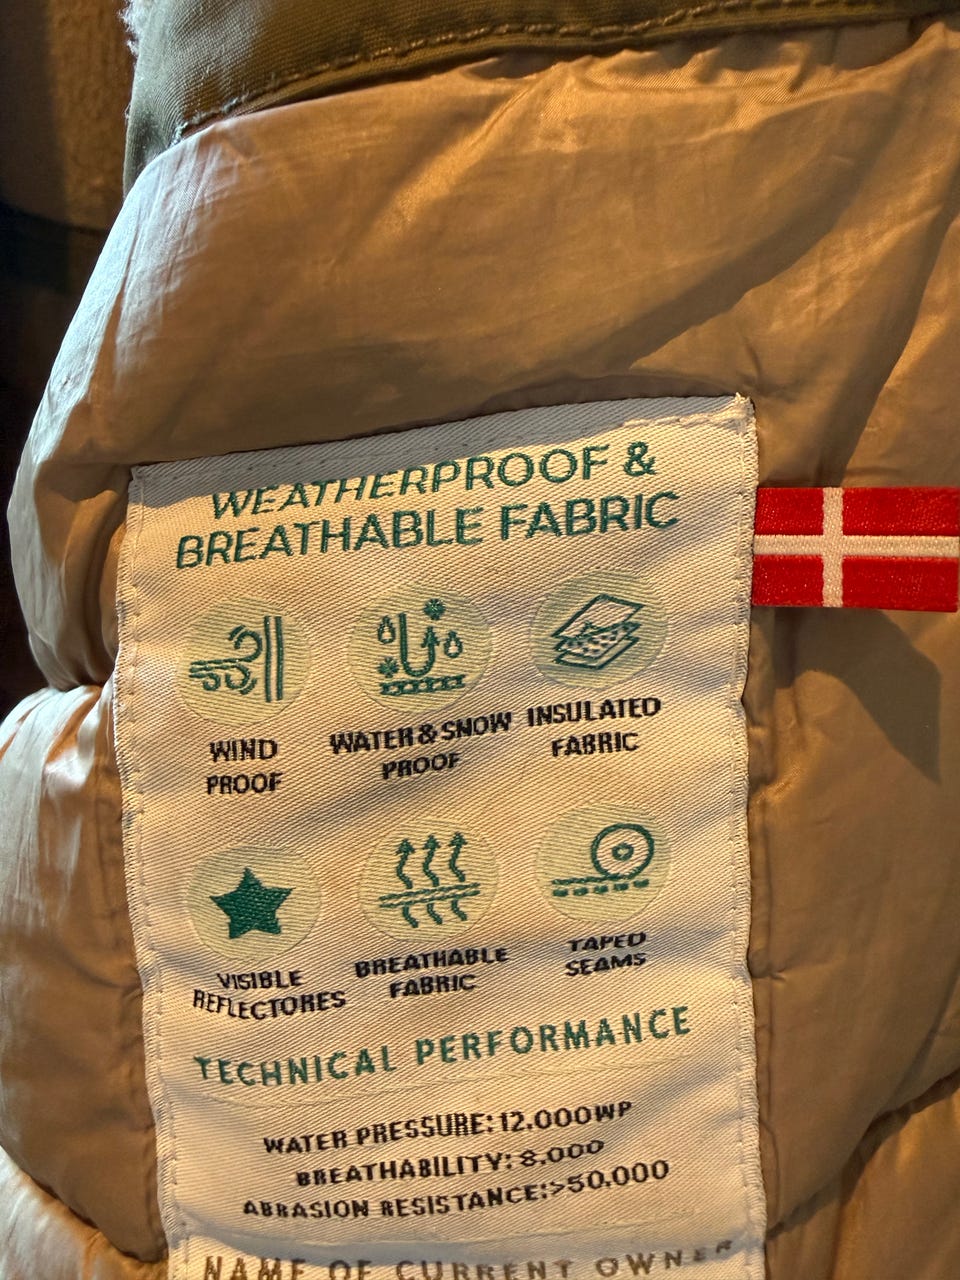 WEATHERPROOF &
BREATHABLE FABRIC
WIND
PROOF
WATER & SNOW
PROOF
INSULATED
FABRIC
VISIBLE
REFLECTORES
BREATHABLE
FABRIC
TAPED
SEAMS
TECHNICAL PERFORMANCE
WATER PRESSURE: 12.000WP
BREATHABILITY: 8.000
ABRASION RESISTANCE:>50.000
NAME OF CURRENT OWNER